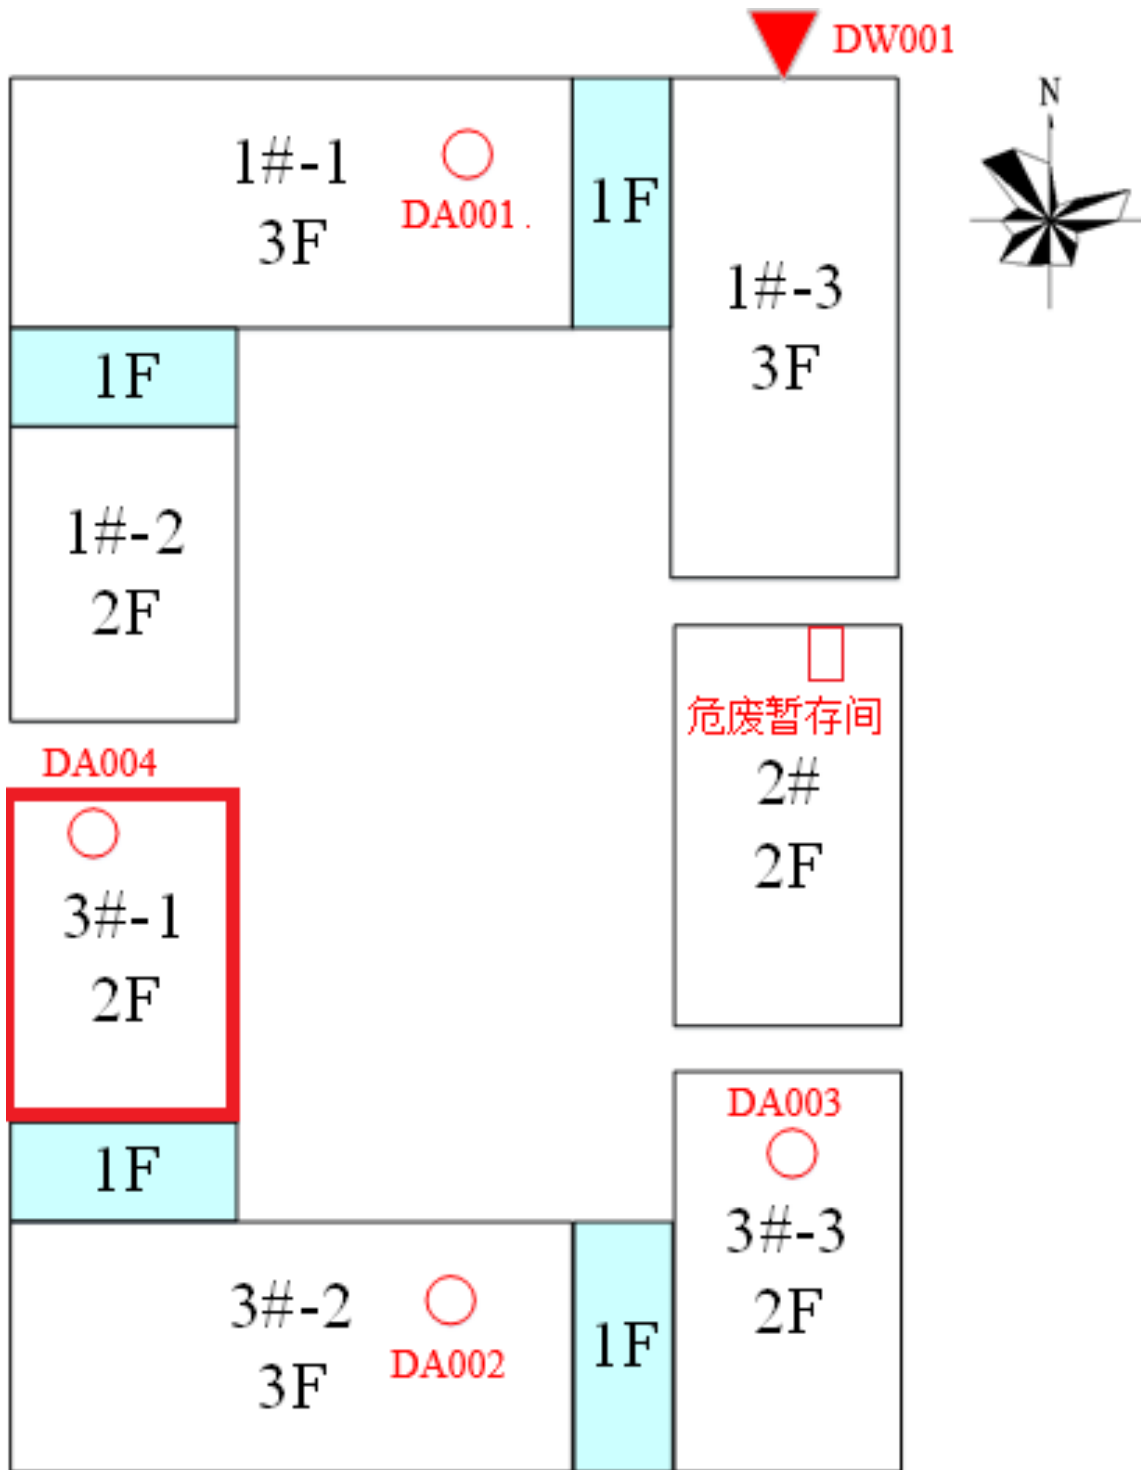 DW001
N
1#-1
3F
DA001.
1F
1#-3
3F
1F
1#-2
2F
危废暂存间
2#
2F
DA004
3#-1
2F
1F
DA003
3#-3
2F
3#-2
3F
DA002
1F